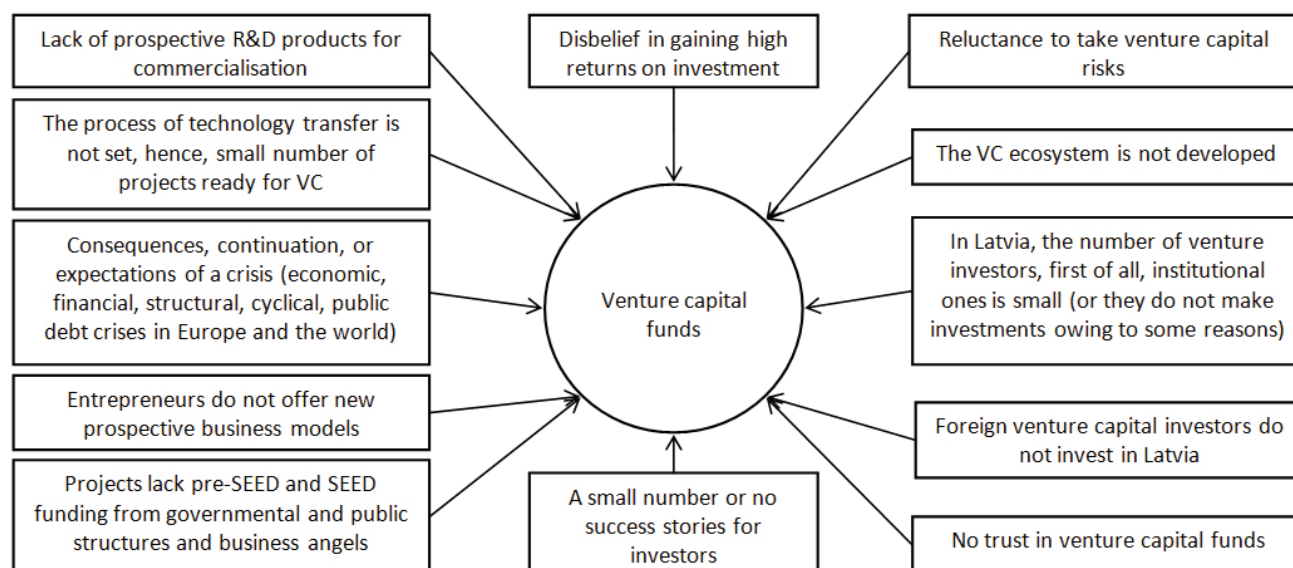 Lack of prospective R&D products for
commercialisation
The process of technology transfer is
not set, hence, small number of
projects ready for VC
Consequences, continuation, or
expectations of a crisis (economic,
financial, structural, cyclical, public
debt crises in Europe and the world)
Entrepreneurs do not offer new
prospective business models
Projects lack pre-SEED and SEED
funding from governmental and public
structures and business angels
Disbelief in gaining high
returns on investment
Venture capital
funds
A small number or no
success stories for
investors
Reluctance to take venture capital
risks
The VC ecosystem is not developed
In Latvia, the number of venture
investors, first of all, institutional
ones is small (or they do not make
investments owing to some reasons)
Foreign venture capital investors do
not invest in Latvia
No trust in venture capital funds